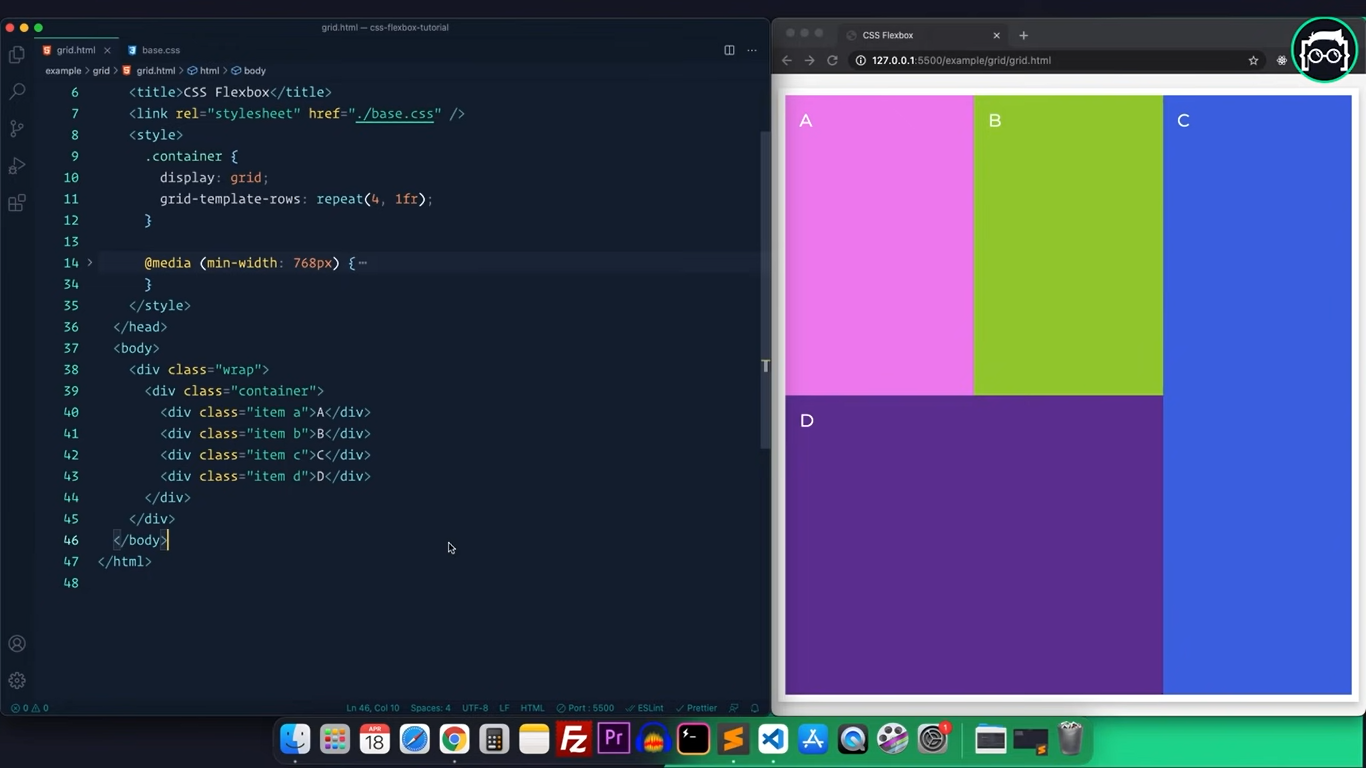 grid.html — css-flexbox-tutorial
grid.html
base.css
example > grid > grid.html > html > body
6 <title>CSS Flexbox</title>
7 <link rel="stylesheet" href="./base.css" />
8 <style>
9 .container {
10 display: grid;
11 grid-template-rows: repeat(4, 1fr);
12 }
13
14 @media (min-width: 768px) {
34 }
35 </style>
36 </head>
37 <body>
38 <div class="wrap">
39 <div class="container">
40 <div class="item a">A</div>
41 <div class="item b">B</div>
42 <div class="item c">C</div>
43 <div class="item d">D</div>
44 </div>
45 </div>
46 </body>
47 </html>
48
0 0
Ln 46, Col 10 Spaces: 4 UTF-8 LF HTML Port : 5500 ESLint Prettier
CSS Flexbox
127.0.0.1:5500/example/grid/grid.html
A
B
C
D
T
APR
18
Fz
Pr
1